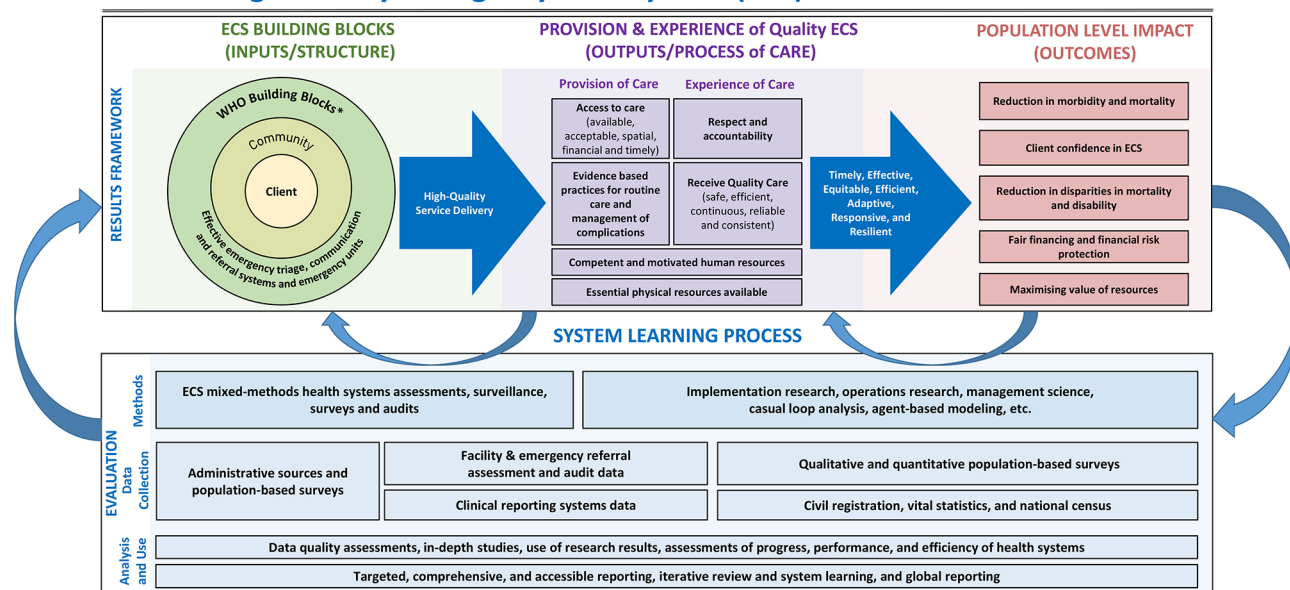 ECS BUILDING BLOCKS
(INPUTS/STRUCTURE)
PROVISION & EXPERIENCE of Quality ECS
(OUTPUTS/PROCESS of CARE)
POPULATION LEVEL IMPACT
(OUTCOMES)
RESULTS FRAMEWORK
WHO Building Blocks*
Community
Client
Effective emergency triage, communication
and referral systems and emergency units
High-Quality
Service Delivery
Provision of Care
Experience of Care
Access to care
(available,
acceptable, spatial,
financial and timely)
Respect and
accountability
Evidence based
practices for routine
care and
management of
complications
Receive Quality Care
(safe, efficient,
continuous, reliable
and consistent)
Competent and motivated human resources
Essential physical resources available
Timely, Effective,
Equitable, Efficient,
Adaptive,
Responsive, and
Resilient
Reduction in morbidity and mortality
Client confidence in ECS
Reduction in disparities in mortality
and disability
Fair financing and financial risk
protection
Maximising value of resources
SYSTEM LEARNING PROCESS
EVALUATION
Methods
ECS mixed-methods health systems assessments, surveillance,
surveys and audits
Implementation research, operations research, management science,
casual loop analysis, agent-based modeling, etc.
Data
Collection
Administrative sources and
population-based surveys
Facility & emergency referral
assessment and audit data
Clinical reporting systems data
Qualitative and quantitative population-based surveys
Civil registration, vital statistics, and national census
Analysis
and Use
Data quality assessments, in-depth studies, use of research results, assessments of progress, performance, and efficiency of health systems
Targeted, comprehensive, and accessible reporting, iterative review and system learning, and global reporting